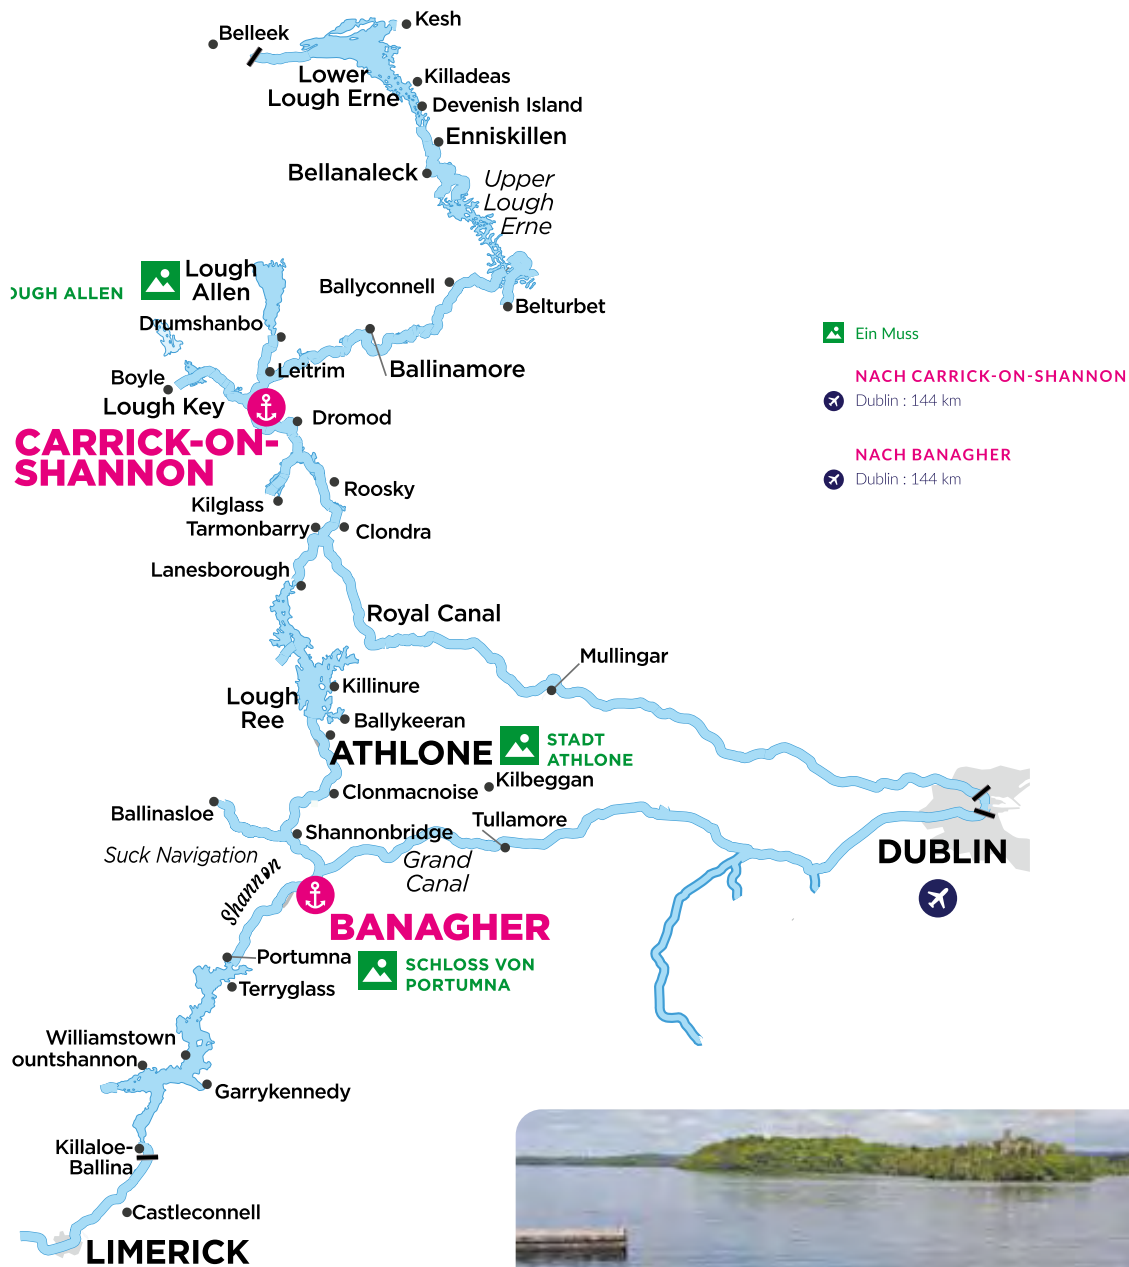 Kesh
Belleek
Lower
Lough Erne
Killadeas
Devenish Island
Enniskillen
Bellanaleck
Upper
Lough
Erne
Lough
Allen
OUGH ALLEN
Ballyconnell
Belturbet
Drumshanbo
Ein Muss
Leitrim
Ballinamore
Boyle
Lough Key
NACH CARRICK-ON-SHANNON
Dublin : 144 km
Dromod
CARRICK-ON-
SHANNON
NACH BANAGHER
Dublin : 144 km
Roosky
Kilglass
Tarmonbarry
Clondra
Lanesborough
Royal Canal
Mullingar
Killinure
Lough
Ree
Ballykeeran
ATHLONE
STADT
ATHLONE
Kilbeggan
Clonmacnoise
Ballinasloe
Tullamore
Shannonbridge
Suck Navigation
Grand
Canal
DUBLIN
Shannon
BANAGHER
Portumna
SCHLOSS VON
PORTUMNA
Terryglass
Williamstown
ountshannon
Garrykennedy
Killaloe-
Ballina
Castleconnell
LIMERICK